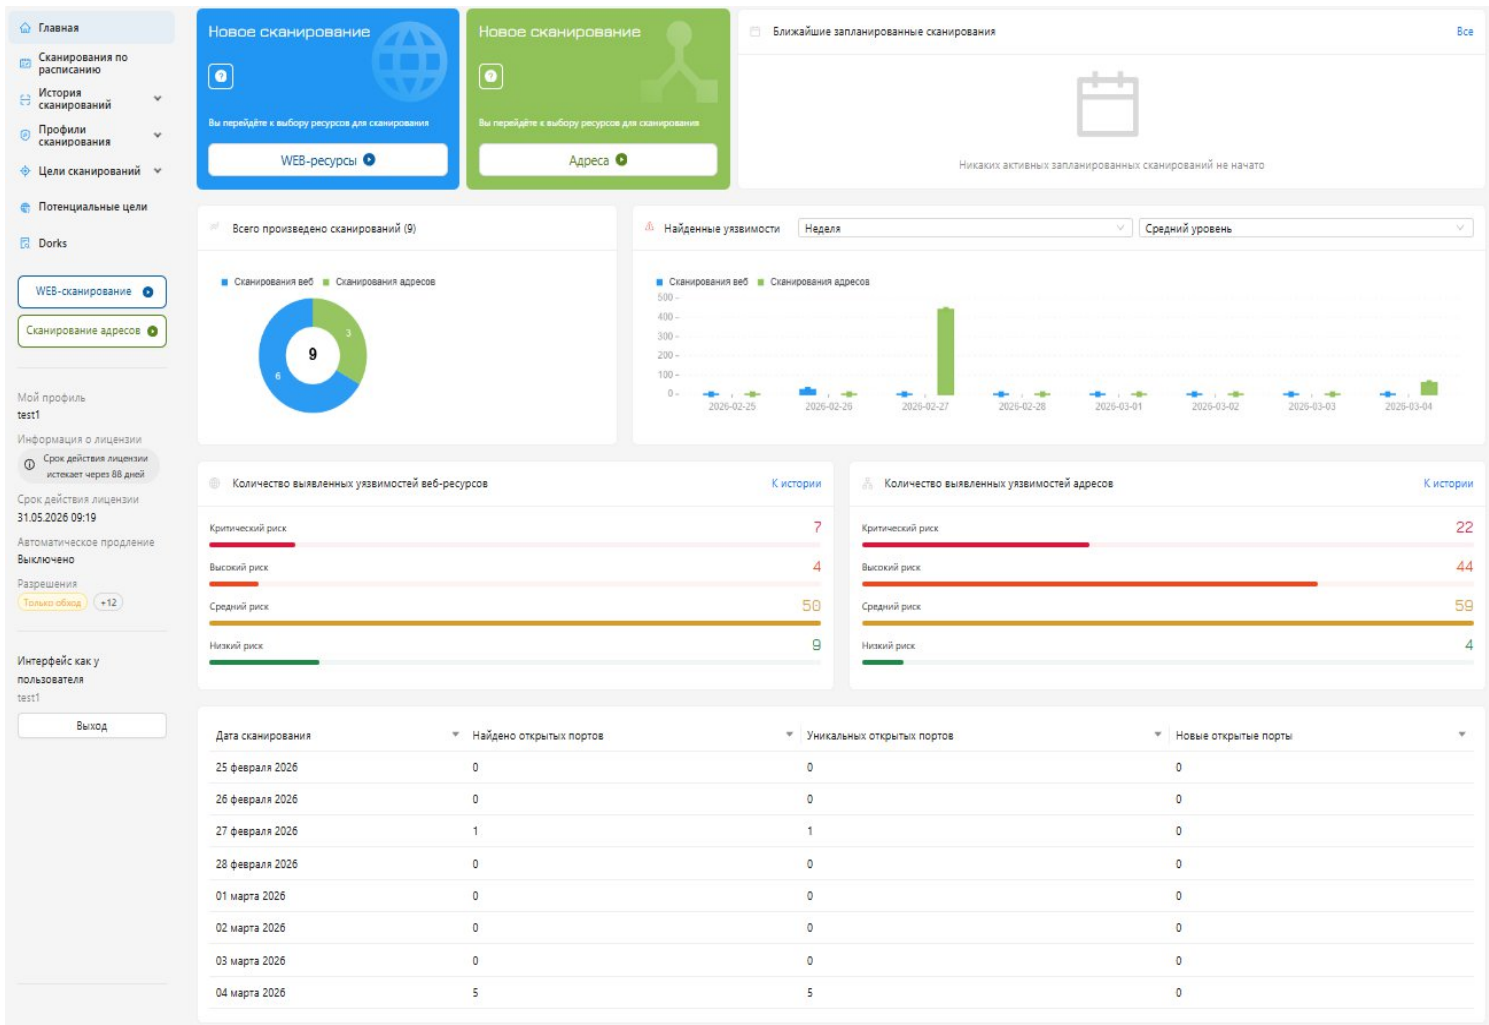 Главная
Сканирования по
расписанию
История
сканирований
Профили
сканирования
Цели сканирований
Потенциальные цели
Dorks
WEB-сканирование
Сканирование адресов
Мой профиль
test1
Информация о лицензии
Срок действия лицензии
истекает через 88 дней
Срок действия лицензии
31.05.2026 09:19
Автоматическое продление
Выключено
Разрешения
Только обход +12
Интерфейс как у
пользователя
test1
Выход
Новое сканирование
?
Вы перейдёте к выбору ресурсов для сканирования
WEB-ресурсы
Новое сканирование
?
Вы перейдёте к выбору ресурсов для сканирования
Адреса
Ближайшие запланированные сканирования Все
Никаких активных запланированных сканирований не начато
Всего произведено сканирований (9)
Сканирования веб Сканирования адресов
3
9
6
Найденные уязвимости Неделя Средний уровень
Сканирования веб Сканирования адресов
500
400
300
200
100
0
2026-02-25 2026-02-26 2026-02-27 2026-02-28 2026-03-01 2026-03-02 2026-03-03 2026-03-04
Количество выявленных уязвимостей веб-ресурсов К истории
Критический риск 7
Высокий риск 4
Средний риск 50
Низкий риск 9
Количество выявленных уязвимостей адресов К истории
Критический риск 22
Высокий риск 44
Средний риск 59
Низкий риск 4
Дата сканирования Найдено открытых портов Уникальных открытых портов Новые открытые порты
25 февраля 2026 0 0 0
26 февраля 2026 0 0 0
27 февраля 2026 1 1 0
28 февраля 2026 0 0 0
01 марта 2026 0 0 0
02 марта 2026 0 0 0
03 марта 2026 0 0 0
04 марта 2026 5 5 0